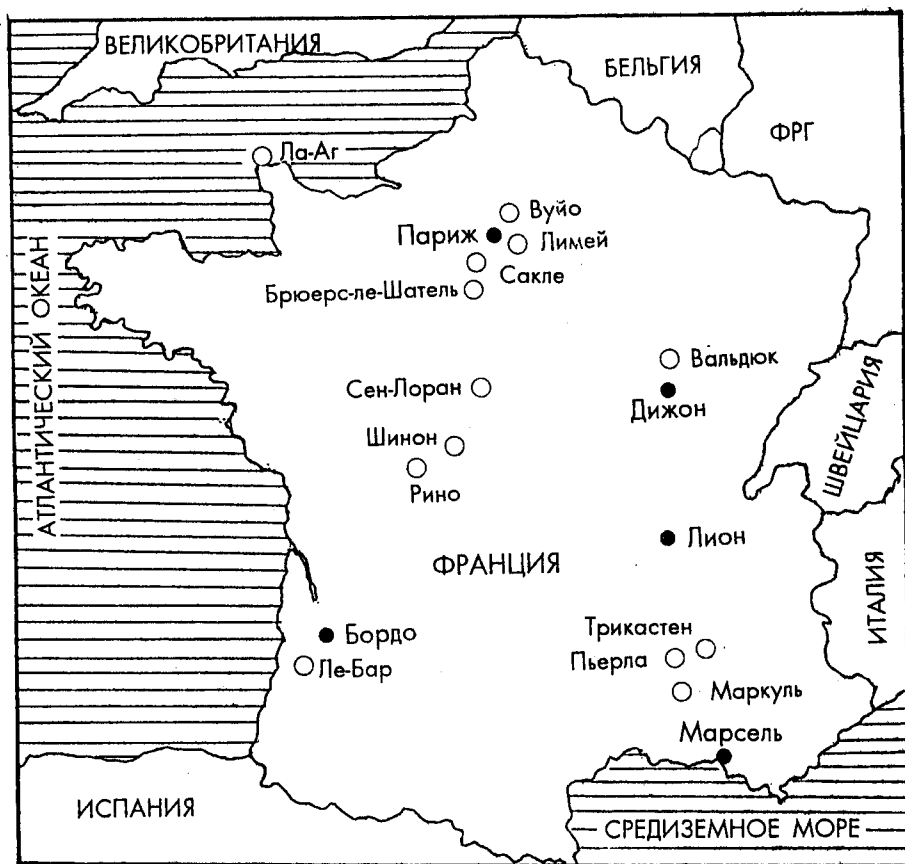 ВЕЛИКОБРИТАНИЯ
БЕЛЬГИЯ
ФРГ
Ла-Аг
Вуйо
Париж
Лимей
Сакле
Брюерс-ле-Шатель
АТЛАНТИЧЕСКИЙ ОКЕАН
Вальдюк
Сен-Лоран
Дижон
ШВЕЙЦАРИЯ
Шинон
Рино
Лион
ФРАНЦИЯ
ИТАЛИЯ
Бордо
Трикастен
Пьерла
Ле-Бар
Маркуль
Марсель
ИСПАНИЯ
СРЕДИЗЕМНОЕ МОРЕ